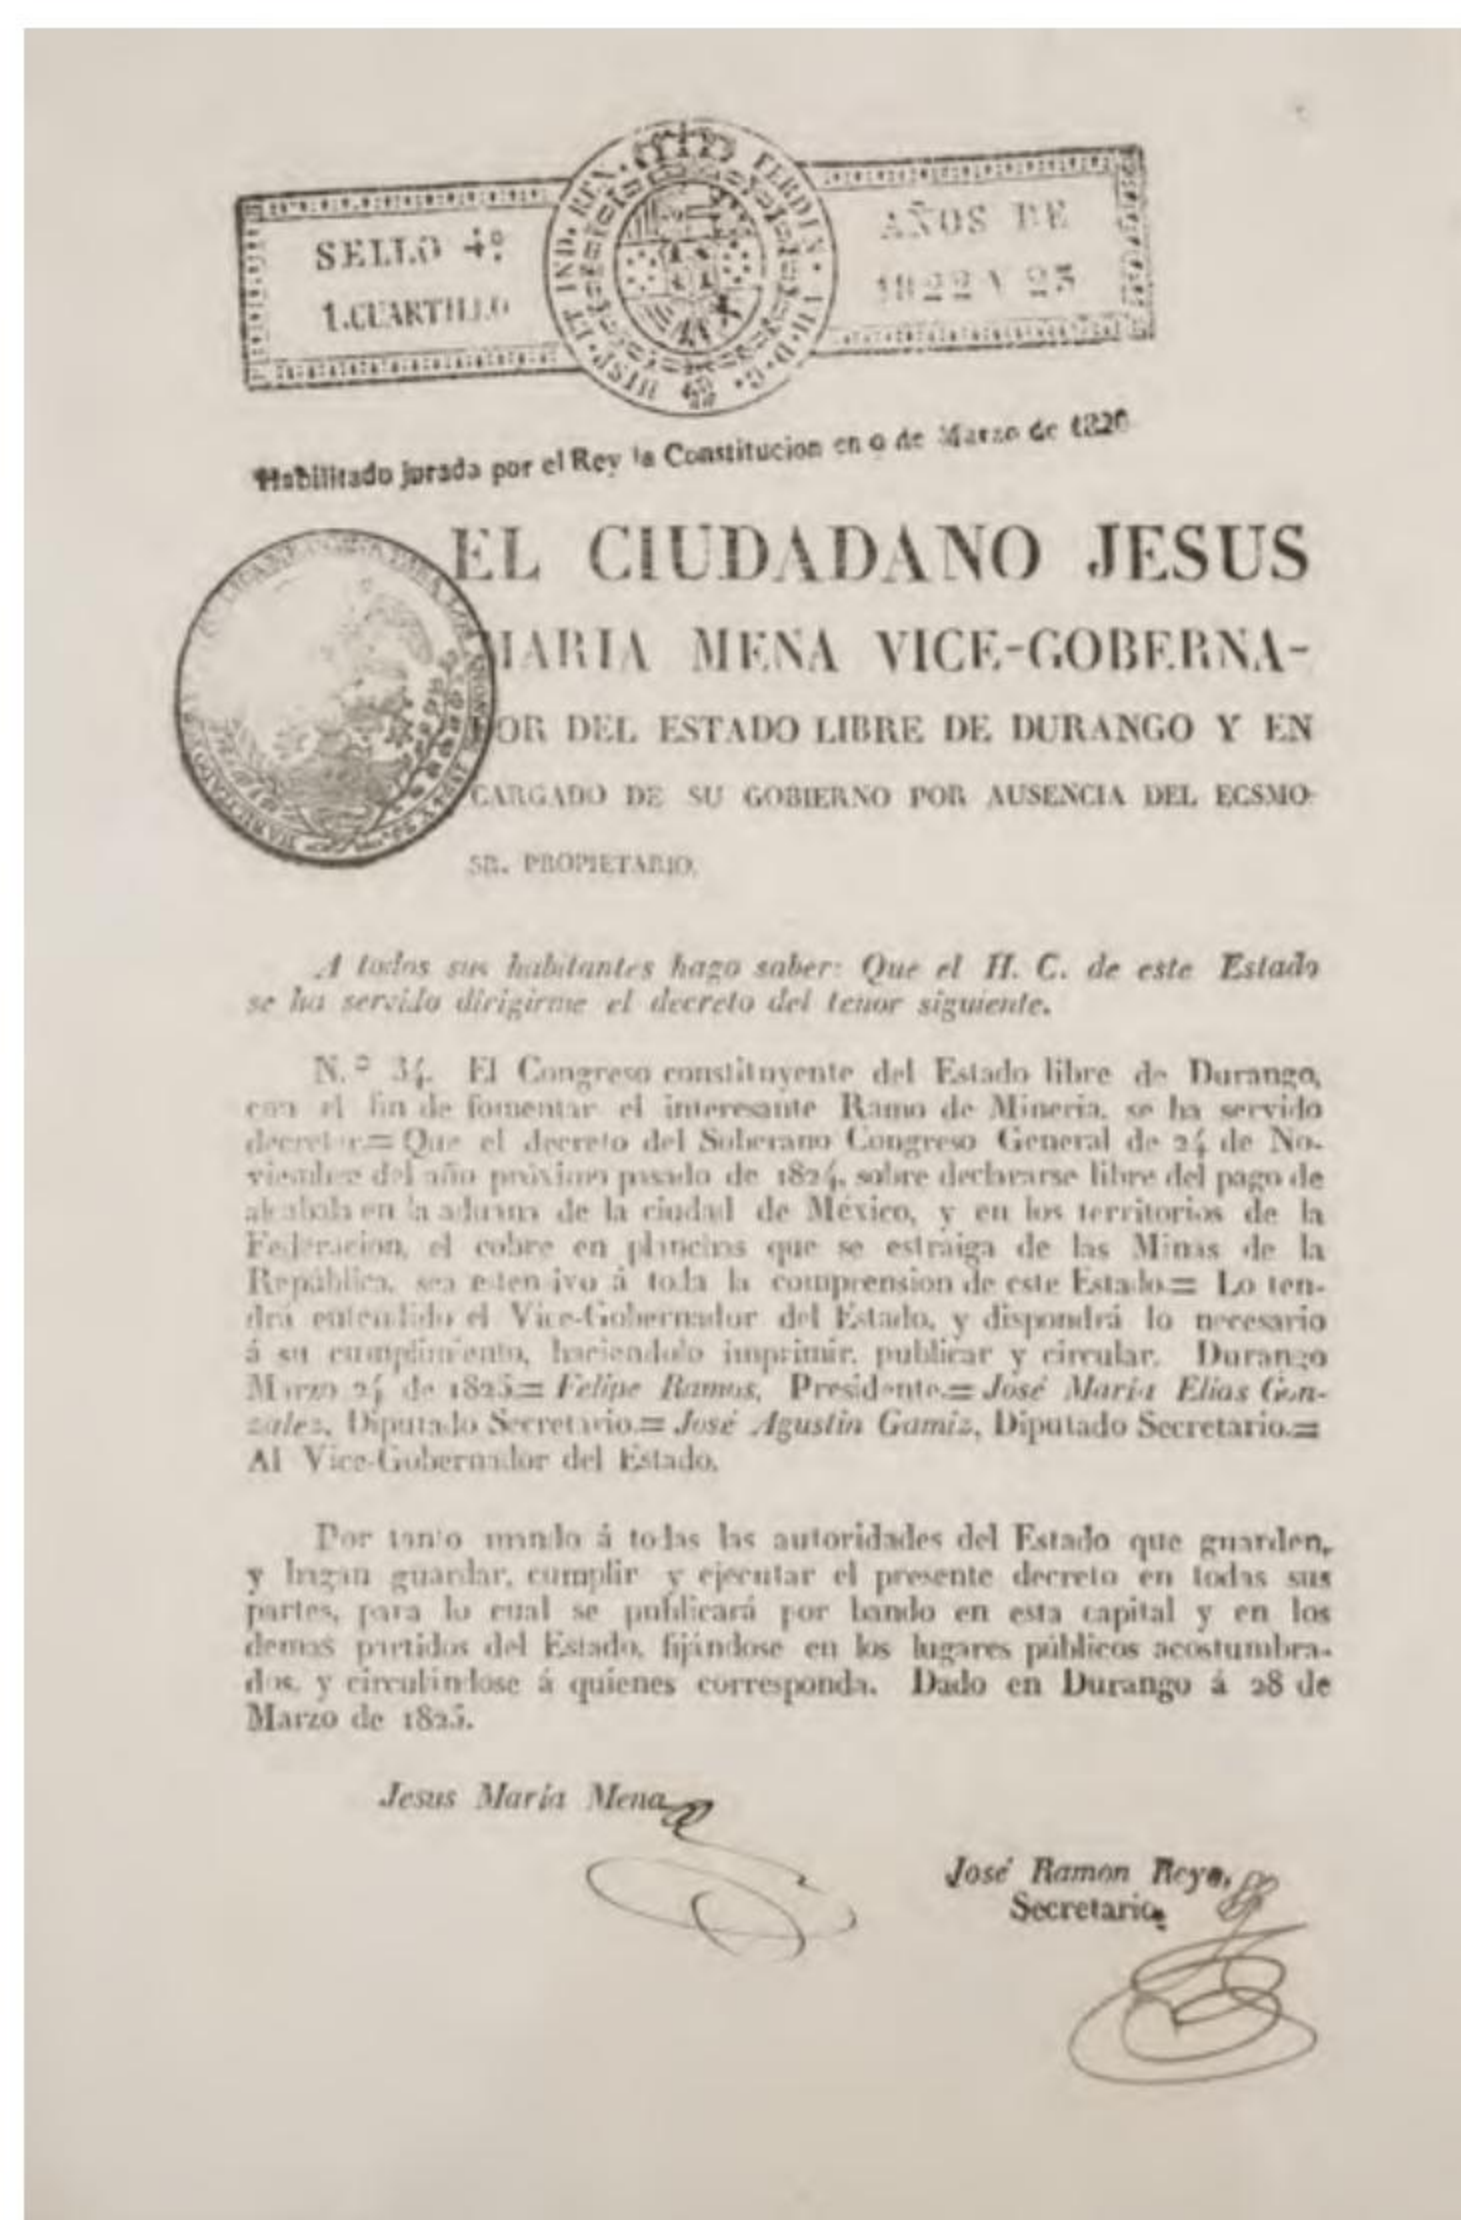 SELLO 4º
1.CUARTILLO
HISP. ET IND. REX. FERDIN. VII. D. G.
AÑOS DE
1822 Y 23
Habilitado jurada por el Rey la Constitucion en 9 de Marzo de 1820
EL CIUDADANO JESUS
MARIA MENA VICE-GOBERNA-
DOR DEL ESTADO LIBRE DE DURANGO Y EN
CARGADO DE SU GOBIERNO POR AUSENCIA DEL ECSMO
SR. PROPIETARIO.
A todos sus habitantes hago saber: Que el H. C. de este Estado
se ha servido dirigirme el decreto del tenor siguiente.
N.º 34. El Congreso constituyente del Estado libre de Durango,
con el fin de fomentar el interesante Ramo de Mineria, se ha servido
decretar= Que el decreto del Soberano Congreso General de 24 de No-
viembre del año próximo pasado de 1824, sobre declararse libre del pago de
alcabala en la aduana de la ciudad de México, y en los territorios de la
Federacion, el cobre en planchas que se estraiga de las Minas de la
República, sea estensivo á toda la comprension de este Estado.= Lo ten-
drá entendido el Vice-Gobernador del Estado, y dispondrá lo necesario
á su cumplimiento, haciendolo imprimir, publicar y circular. Durango
Marzo 24 de 1825.= Felipe Ramos, Presidente.= José Maria Elias Gon-
zalez, Diputado Secretario.= José Agustin Gamiz, Diputado Secretario.=
Al Vice-Gobernador del Estado.
Por tanto mando á todas las autoridades del Estado que guarden,
y hagan guardar, cumplir y ejecutar el presente decreto en todas sus
partes, para lo cual se publicará por bando en esta capital y en los
demas partidos del Estado, fijándose en los lugares públicos acostumbra-
dos, y circulándose á quienes corresponda. Dado en Durango á 28 de
Marzo de 1825.
Jesus María Mena
José Ramon Royo,
Secretario.